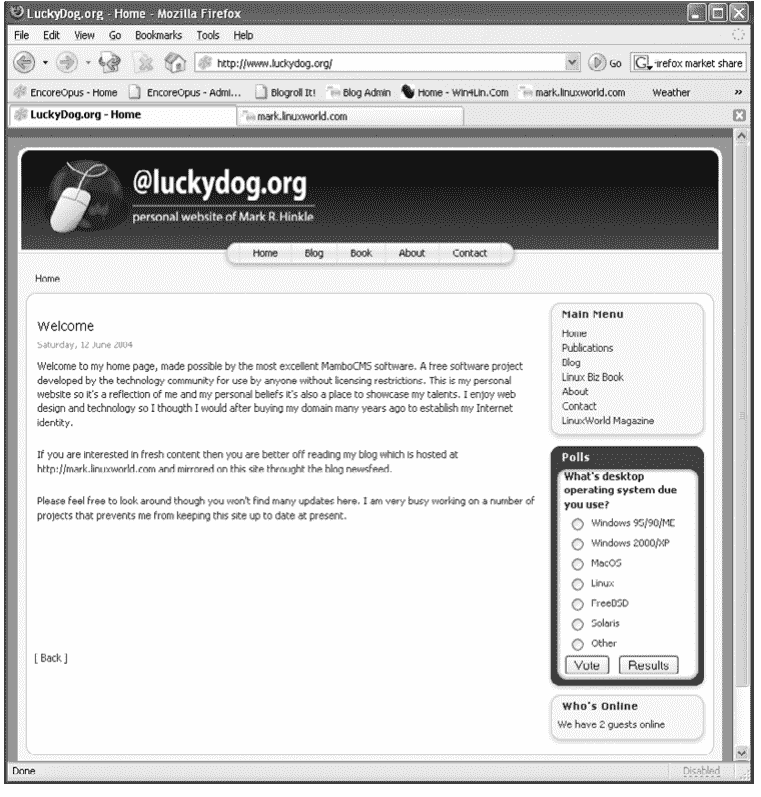 LuckyDog.org - Home - Mozilla Firefox
File Edit View Go Bookmarks Tools Help
http://www.luckydog.org/ Go irefox market share
EncoreOpus - Home EncoreOpus - Admi... Blogroll It! Blog Admin Home - Win4Lin.Com mark.linuxworld.com Weather »
LuckyDog.org - Home mark.linuxworld.com
@luckydog.org
personal website of Mark R. Hinkle
Home Blog Book About Contact
Home
Welcome
Saturday, 12 June 2004
Welcome to my home page, made possible by the most excellent MamboCMS software. A free software project
developed by the technology community for use by anyone without licensing restrictions. This is my personal
website so it's a reflection of me and my personal beliefs it's also a place to showcase my talents. I enjoy web
design and technology so I thougth I would after buying my domain many years ago to establish my Internet
identity.
If you are interested in fresh content then you are better off reading my blog which is hosted at
http://mark.linuxworld.com and mirrored on this site throught the blog newsfeed.
Please feel free to look around though you won't find many updates here. I am very busy working on a number of
projects that prevents me from keeping this site up to date at present.
[ Back ]
Main Menu
Home
Publications
Blog
Linux Biz Book
About
Contact
LinuxWorld Magazine
Polls
What's desktop
operating system due
you use?
Windows 95/98/ME
Windows 2000/XP
MacOS
Linux
FreeBSD
Solaris
Other
Vote Results
Who's Online
We have 2 guests online
Done Disabled